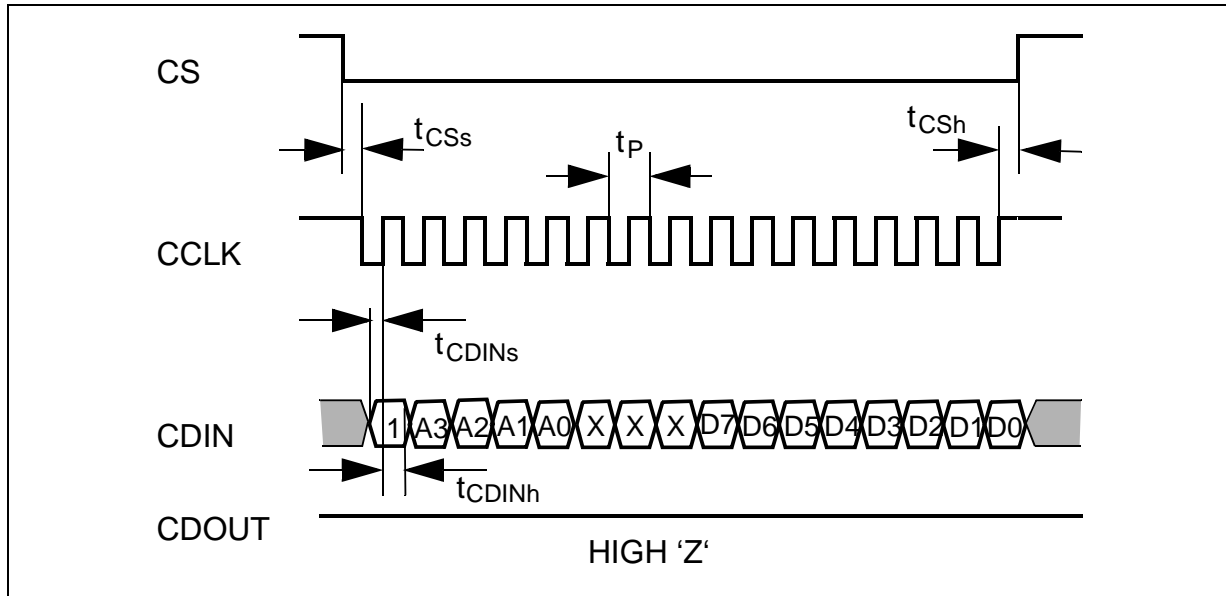 CS
tCSs
tCSh
tP
CCLK
tCDINs
CDIN
1 A3 A2 A1 A0 X X X D7 D6 D5 D4 D3 D2 D1 D0
tCDINh
CDOUT
HIGH ‘Z‘